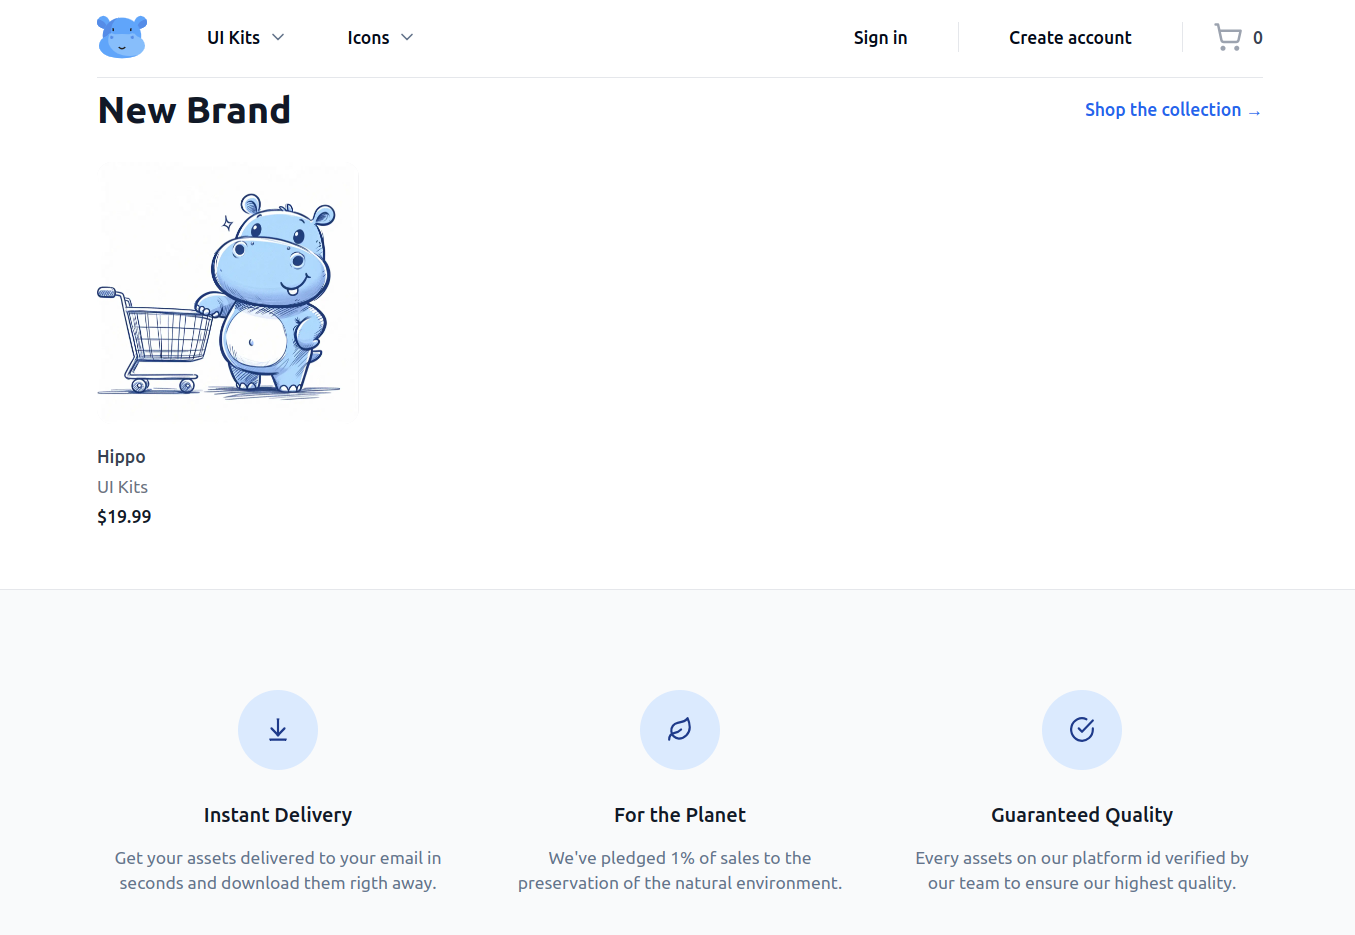 UI Kits
Icons
Sign in
Create account
0
New Brand
Shop the collection →
Hippo
UI Kits
$19.99
Instant Delivery
Get your assets delivered to your email in
seconds and download them rigth away.
For the Planet
We've pledged 1% of sales to the
preservation of the natural environment.
Guaranteed Quality
Every assets on our platform id verified by
our team to ensure our highest quality.